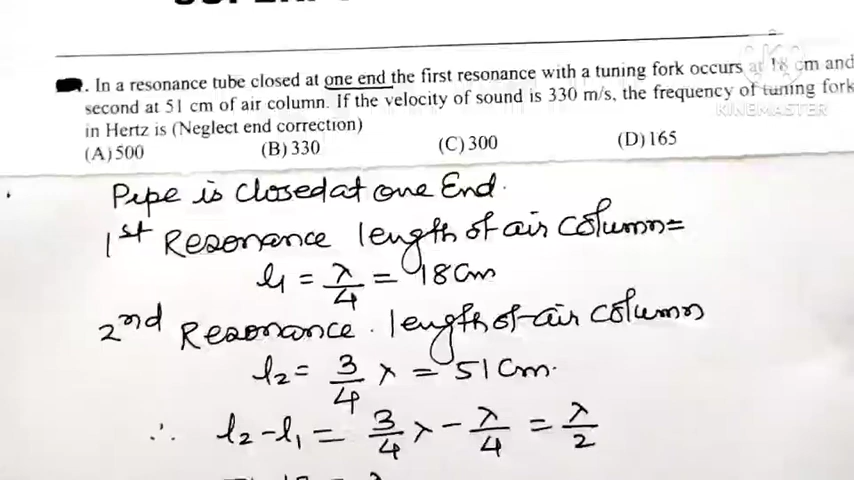 . In a resonance tube closed at one end the first resonance with a tuning fork occurs at 18 cm and
second at 51 cm of air column. If the velocity of sound is 330 m/s, the frequency of tuning fork
in Hertz is (Neglect end correction)
(A) 500 (B) 330 (C) 300 (D) 165
KINEMASTER
Pipe is closed at one End.
1st Resonance length of air column=
l1 = λ/4 = 18 cm
2nd Resonance. length of air column
l2 = 3/4 λ = 51 cm.
∴ l2-l1 = 3/4 λ - λ/4 = λ/2